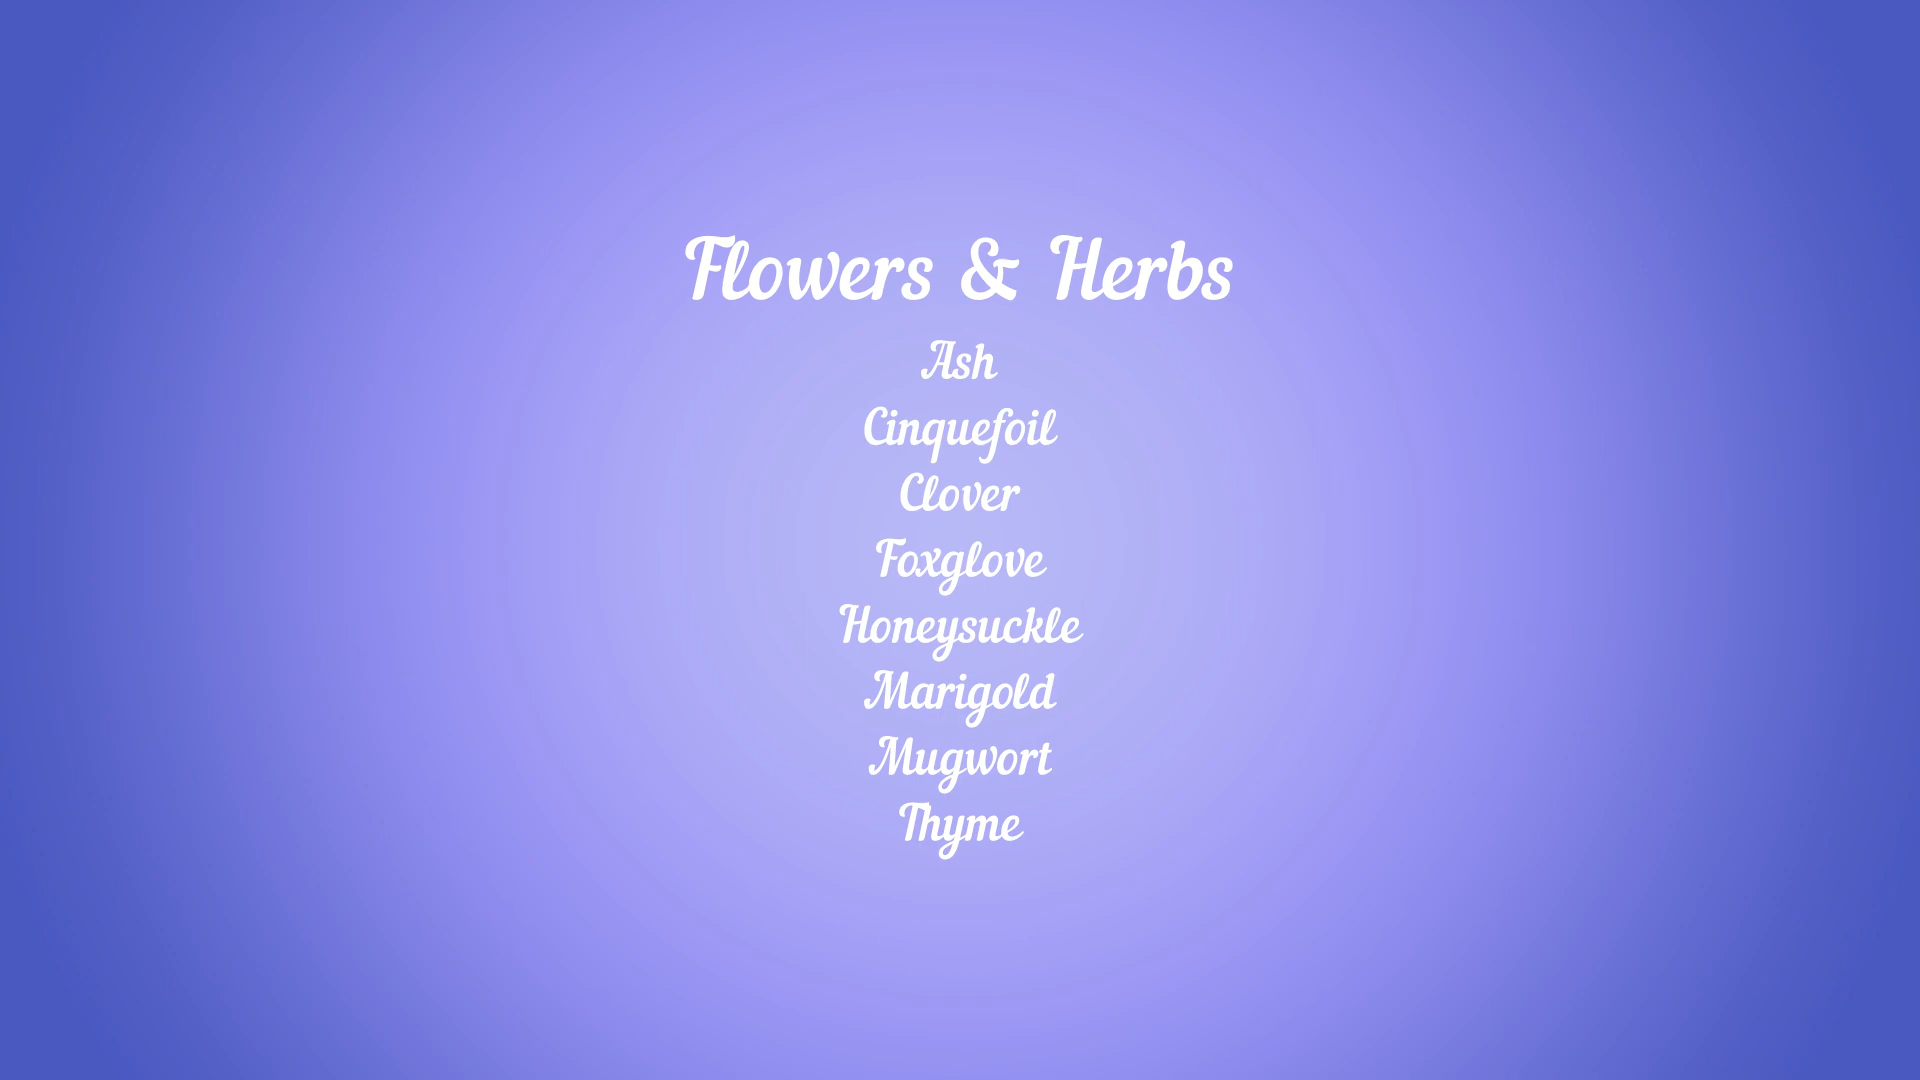 Flowers & Herbs
Ash
Cinquefoil
Clover
Foxglove
Honeysuckle
Marigold
Mugwort
Thyme